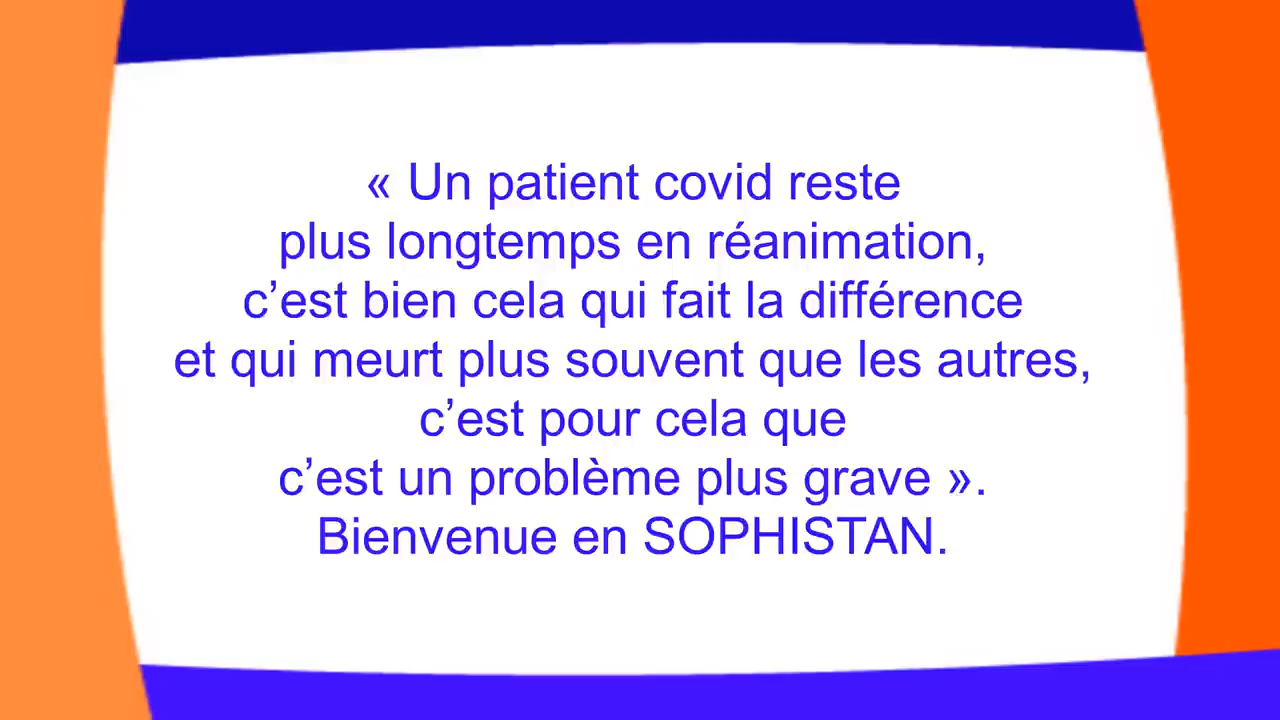 « Un patient covid reste
plus longtemps en réanimation,
c’est bien cela qui fait la différence
et qui meurt plus souvent que les autres,
c’est pour cela que
c’est un problème plus grave ».
Bienvenue en SOPHISTAN.